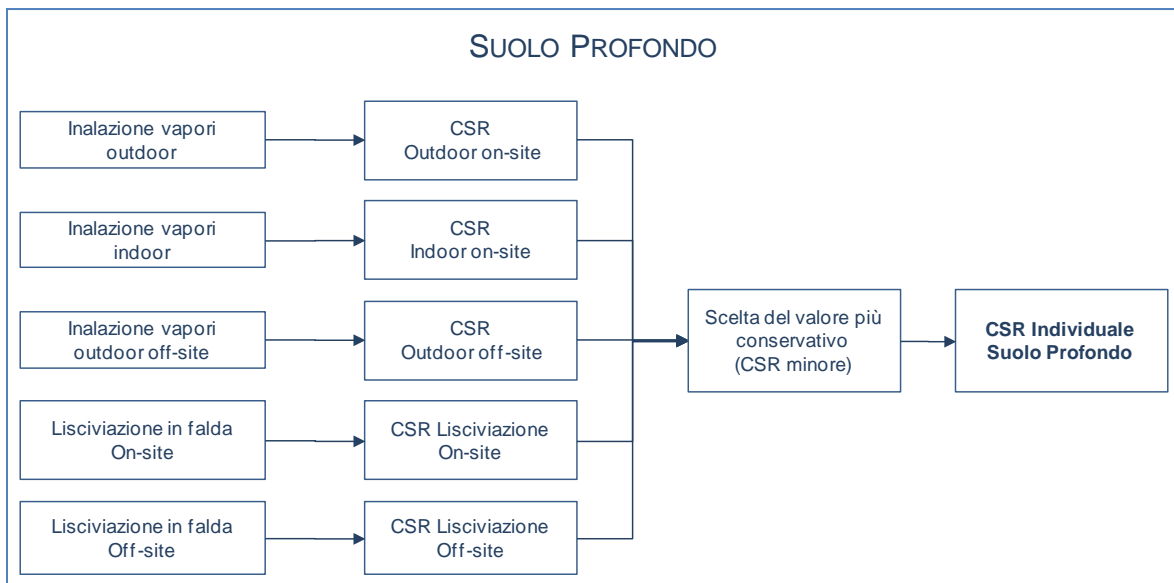 SUOLO PROFONDO
Inalazione vapori
outdoor
CSR
Outdoor on-site
Inalazione vapori
indoor
CSR
Indoor on-site
Inalazione vapori
outdoor off-site
CSR
Outdoor off-site
Scelta del valore più
conservativo
(CSR minore)
CSR Individuale
Suolo Profondo
Lisciviazione in falda
On-site
CSR Lisciviazione
On-site
Lisciviazione in falda
Off-site
CSR Lisciviazione
Off-site